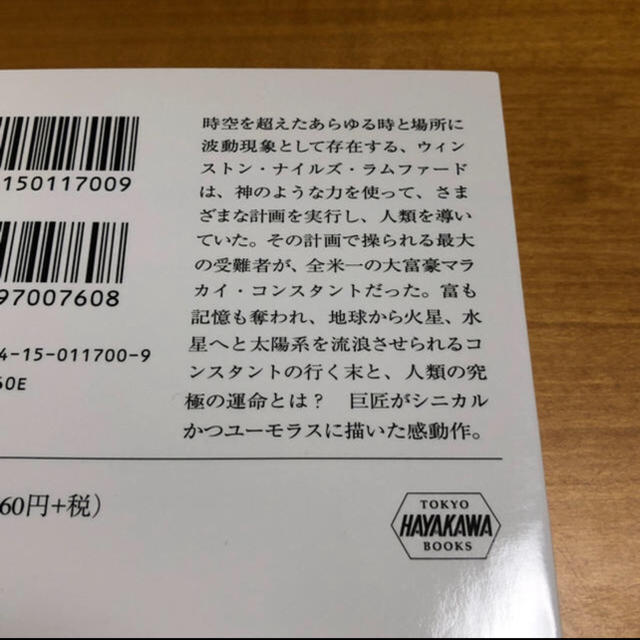 150117009
97007608
4-15-011700-9
60E
時空を超えたあらゆる時と場所に
波動現象として存在する、ウィン
ストン・ナイルズ・ラムファード
は、神のような力を使って、さま
ざまな計画を実行し、人類を導い
ていた。その計画で操られる最大
の受難者が、全米一の大富豪マラ
カイ・コンスタントだった。富も
記憶も奪われ、地球から火星、水
星へと太陽系を流浪させられるコ
ンスタントの行く末と、人類の究
極の運命とは？　巨匠がシニカル
かつユーモラスに描いた感動作。
60円+税）
TOKYO
HAYAKAWA
BOOKS